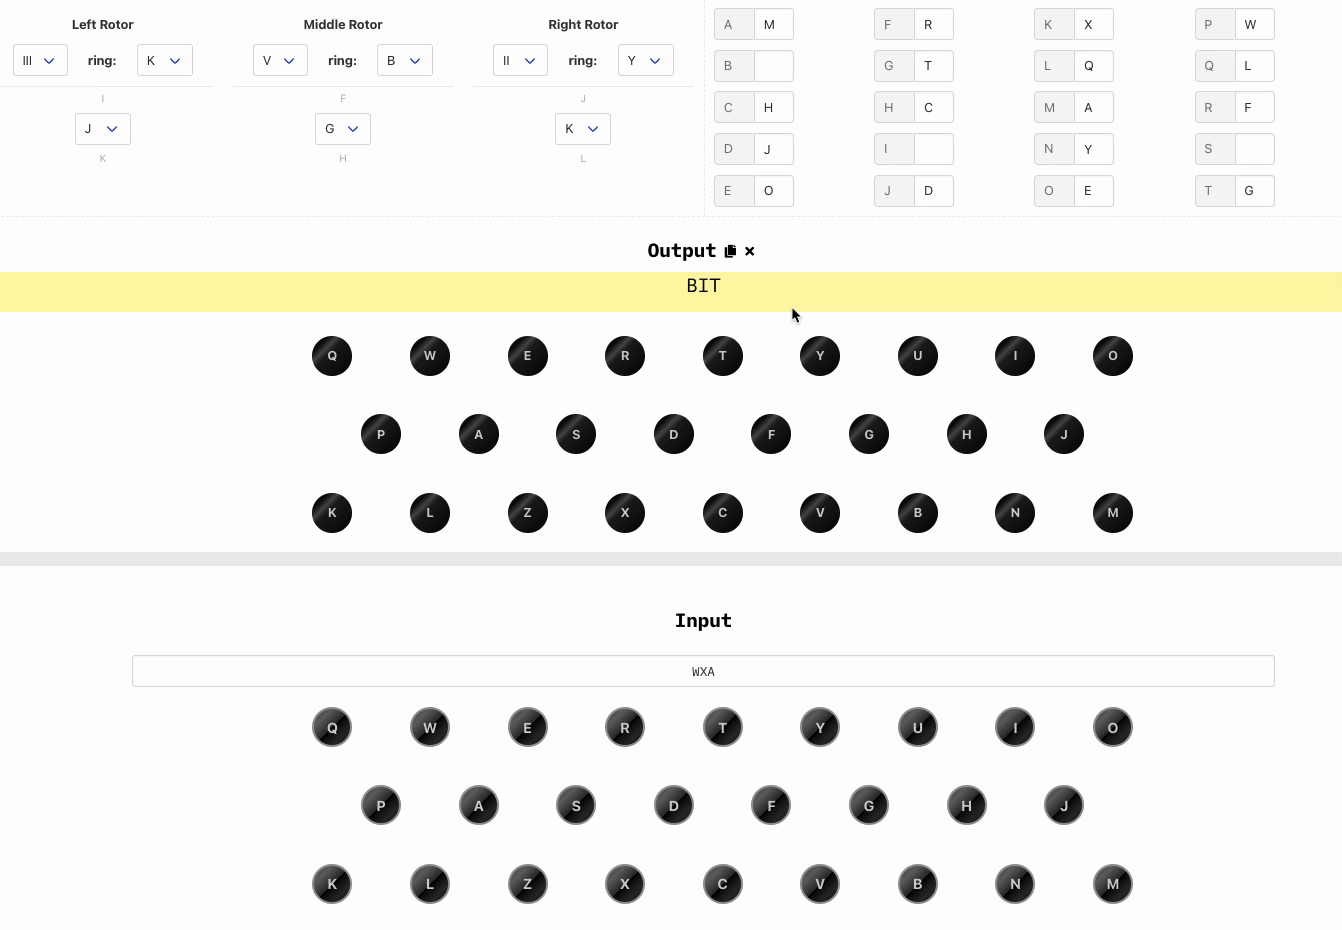 Left Rotor Middle Rotor Right Rotor
III ring: K V ring: B II ring: Y
I F J
J G K
K H L
A M F R K X P W
B G T L Q Q L
C H H C M A R F
D J I N Y S
E O J D O E T G
Output
BIT
Q W E R T Y U I O
P A S D F G H J
K L Z X C V B N M
Input
WXA
Q W E R T Y U I O
P A S D F G H J
K L Z X C V B N M